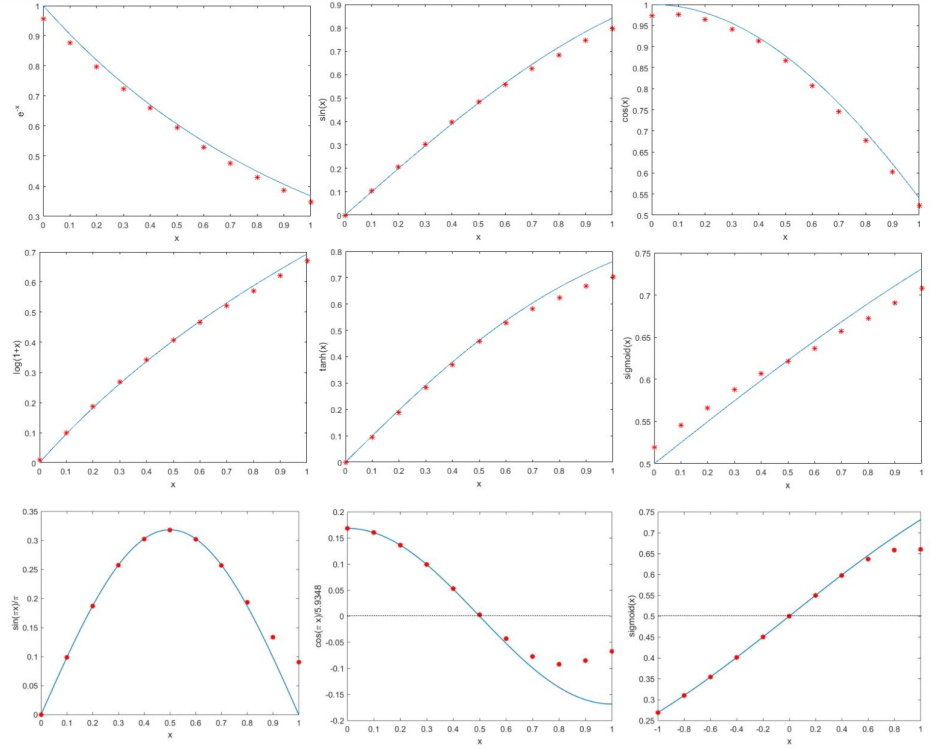 1
0.9
0.8
0.7
0.6
0.5
0.4
0.3
e-x
0 0.1 0.2 0.3 0.4 0.5 0.6 0.7 0.8 0.9 1
x
0.9
0.8
0.7
0.6
0.5
0.4
0.3
0.2
0.1
0
sin(x)
0 0.1 0.2 0.3 0.4 0.5 0.6 0.7 0.8 0.9 1
x
1
0.95
0.9
0.85
0.8
0.75
0.7
0.65
0.6
0.55
0.5
cos(x)
0 0.1 0.2 0.3 0.4 0.5 0.6 0.7 0.8 0.9 1
x
0.7
0.6
0.5
0.4
0.3
0.2
0.1
0
log(1+x)
0 0.1 0.2 0.3 0.4 0.5 0.6 0.7 0.8 0.9 1
x
0.8
0.7
0.6
0.5
0.4
0.3
0.2
0.1
0
tanh(x)
0 0.1 0.2 0.3 0.4 0.5 0.6 0.7 0.8 0.9 1
x
0.75
0.7
0.65
0.6
0.55
0.5
sigmoid(x)
0 0.1 0.2 0.3 0.4 0.5 0.6 0.7 0.8 0.9 1
x
0.35
0.3
0.25
0.2
0.15
0.1
0.05
0
sin(πx)/π
0 0.1 0.2 0.3 0.4 0.5 0.6 0.7 0.8 0.9 1
x
0.2
0.15
0.1
0.05
0
-0.05
-0.1
-0.15
-0.2
cos(π x)/5.9348
0 0.1 0.2 0.3 0.4 0.5 0.6 0.7 0.8 0.9 1
x
0.75
0.7
0.65
0.6
0.55
0.5
0.45
0.4
0.35
0.3
0.25
sigmoid(x)
-1 -0.8 -0.6 -0.4 -0.2 0 0.2 0.4 0.6 0.8 1
x